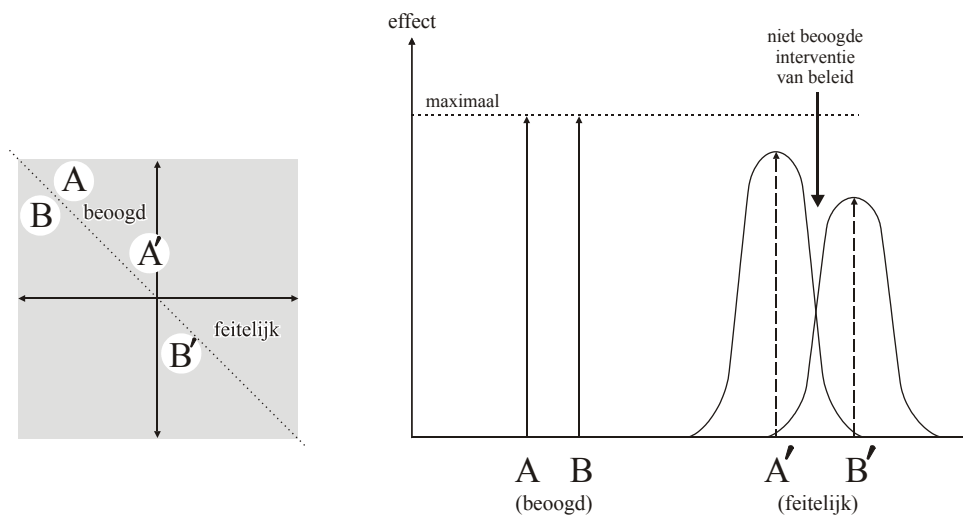 A
B
beoogd
A′
feitelijk
B′
effect
maximaal
niet beoogde
interventie
van beleid
A B
(beoogd)
A′ B′
(feitelijk)